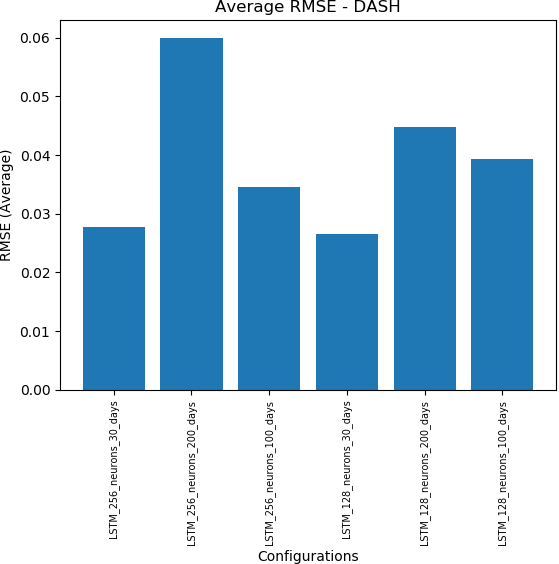 Average RMSE - DASH
RMSE (Average)
0.06
0.05
0.04
0.03
0.02
0.01
0.00
LSTM_256_neurons_30_days
LSTM_256_neurons_200_days
LSTM_256_neurons_100_days
LSTM_128_neurons_30_days
LSTM_128_neurons_200_days
LSTM_128_neurons_100_days
Configurations